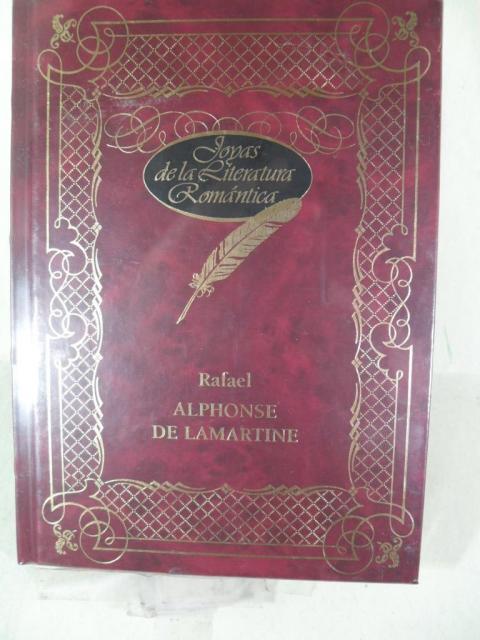 Joyas
de la Literatura
Romántica
Rafael
ALPHONSE
DE LAMARTINE